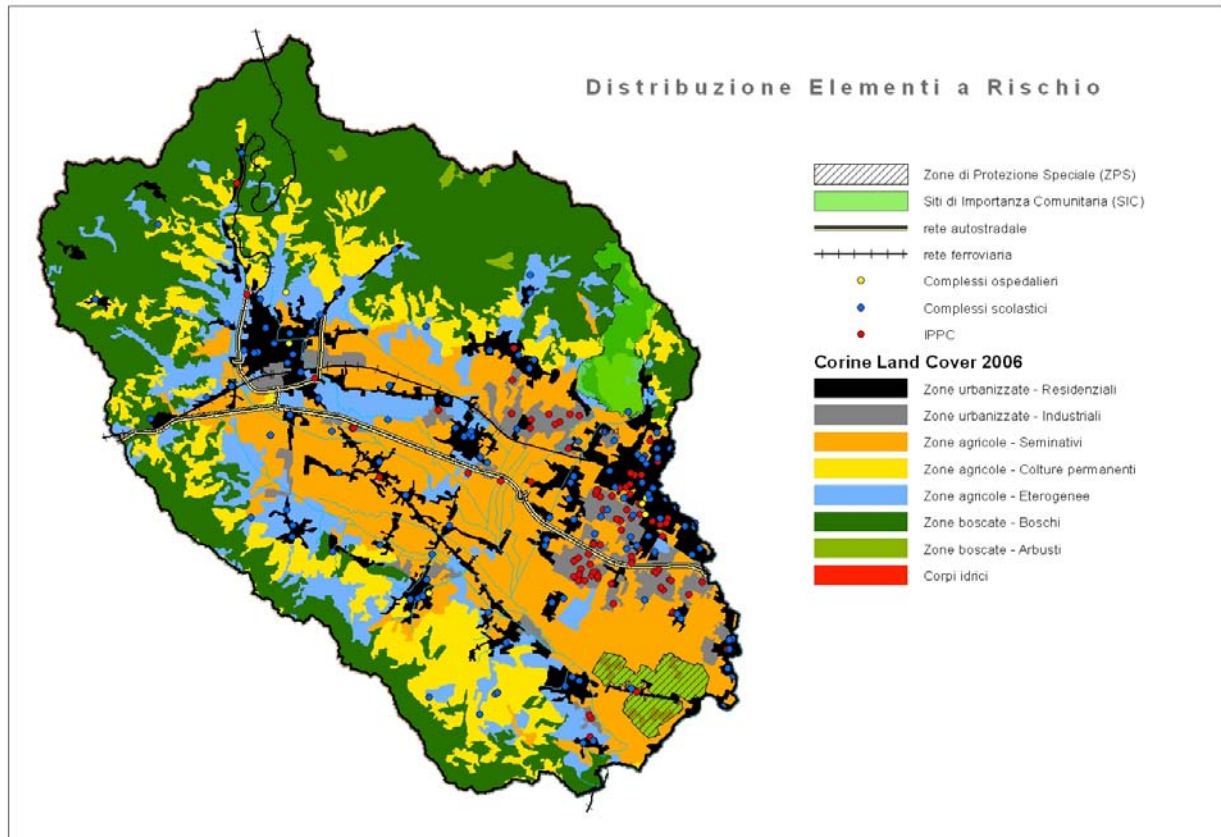 Distribuzione Elementi a Rischio
Zone di Protezione Speciale (ZPS)
Siti di Importanza Comunitaria (SIC)
rete autostradale
rete ferroviaria
Complessi ospedalieri
Complessi scolastici
IPPC
Corine Land Cover 2006
Zone urbanizzate - Residenziali
Zone urbanizzate - Industriali
Zone agricole - Seminativi
Zone agricole - Colture permanenti
Zone agricole - Eterogenee
Zone boscate - Boschi
Zone boscate - Arbusti
Corpi idrici